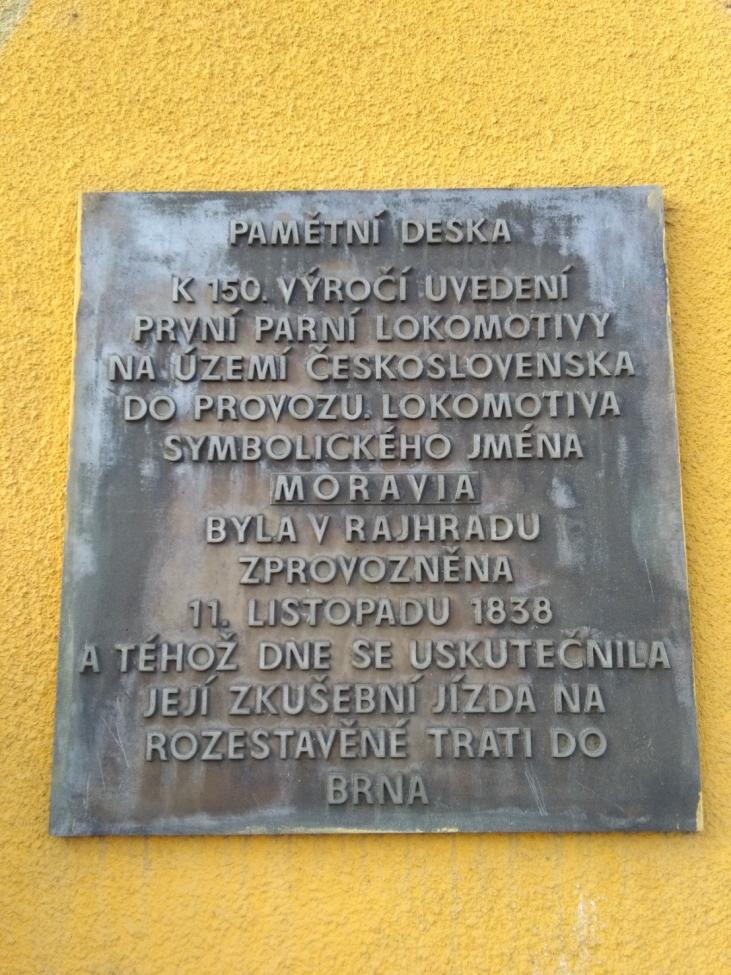 PAMĚTNÍ DESKA
K 150. VÝROČÍ UVEDENÍ
PRVNÍ PARNÍ LOKOMOTIVY
NA ÚZEMÍ ČESKOSLOVENSKA
DO PROVOZU. LOKOMOTIVA
SYMBOLICKÉHO JMÉNA
MORAVIA
BYLA V RAJHRADU
ZPROVOZNĚNA
11. LISTOPADU 1838
A TÉHOŽ DNE SE USKUTEČNILA
JEJÍ ZKUŠEBNÍ JÍZDA NA
ROZESTAVĚNÉ TRATI DO
BRNA